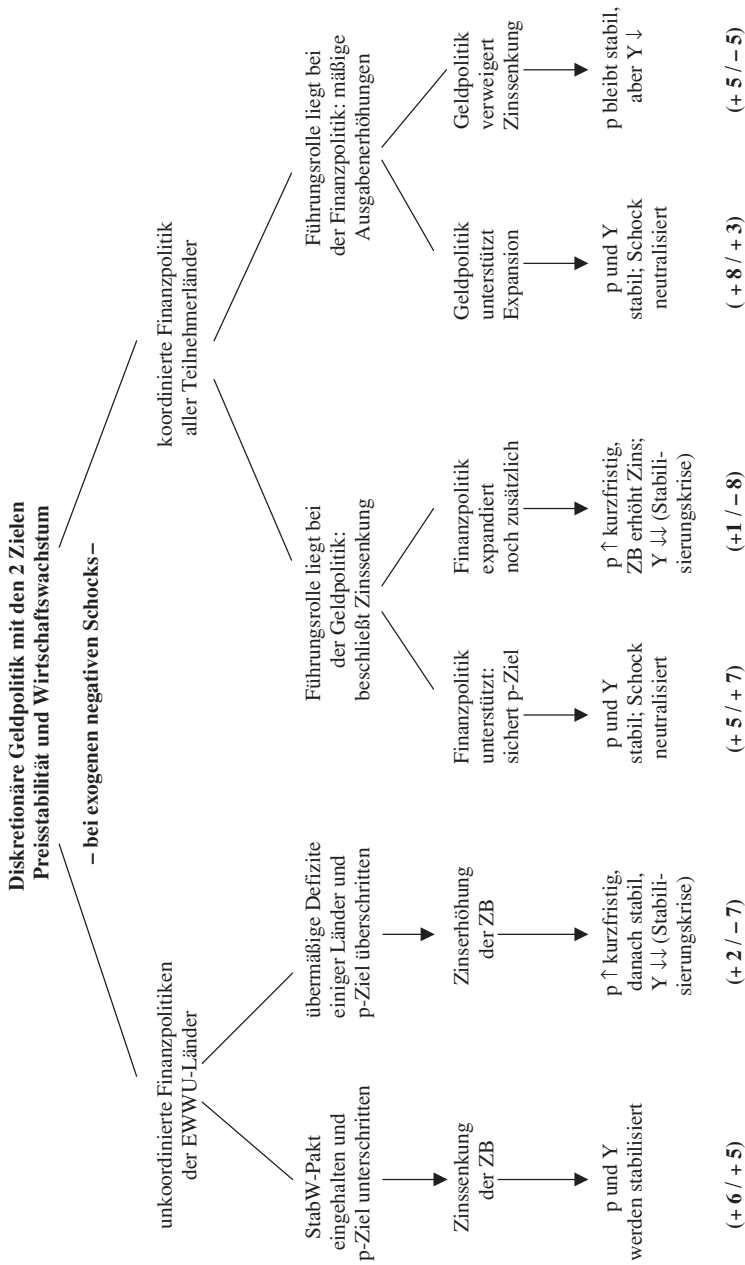 Diskretionäre Geldpolitik mit den 2 Zielen
Preisstabilität und Wirtschaftswachstum
– bei exogenen negativen Schocks –
unkoordinierte Finanzpolitiken
der EWWU-Länder
koordinierte Finanzpolitik
aller Teilnehmerländer
StabW-Pakt
eingehalten und
p-Ziel unterschritten
übermäßige Defizite
einiger Länder und
p-Ziel überschritten
Führungsrolle liegt bei
der Geldpolitik:
beschließt Zinssenkung
Führungsrolle liegt bei
der Finanzpolitik: mäßige
Ausgabenerhöhungen
Zinssenkung
der ZB
Zinserhöhung
der ZB
Finanzpolitik
unterstützt:
sichert p-Ziel
Finanzpolitik
expandiert
noch zusätzlich
Geldpolitik
unterstützt
Expansion
Geldpolitik
verweigert
Zinssenkung
p und Y
werden stabilisiert
p ↑ kurzfristig,
danach stabil,
Y ↓↓ (Stabili-
sierungskrise)
p und Y
stabil; Schock
neutralisiert
p ↑ kurzfristig,
ZB erhöht Zins;
Y ↓↓ (Stabili-
sierungskrise)
p und Y
stabil; Schock
neutralisiert
p bleibt stabil,
aber Y ↓
(+ 6 / + 5)
(+ 2 / – 7)
(+ 5 / + 7)
(+1 / – 8)
( + 8 / + 3)
(+ 5 / – 5)